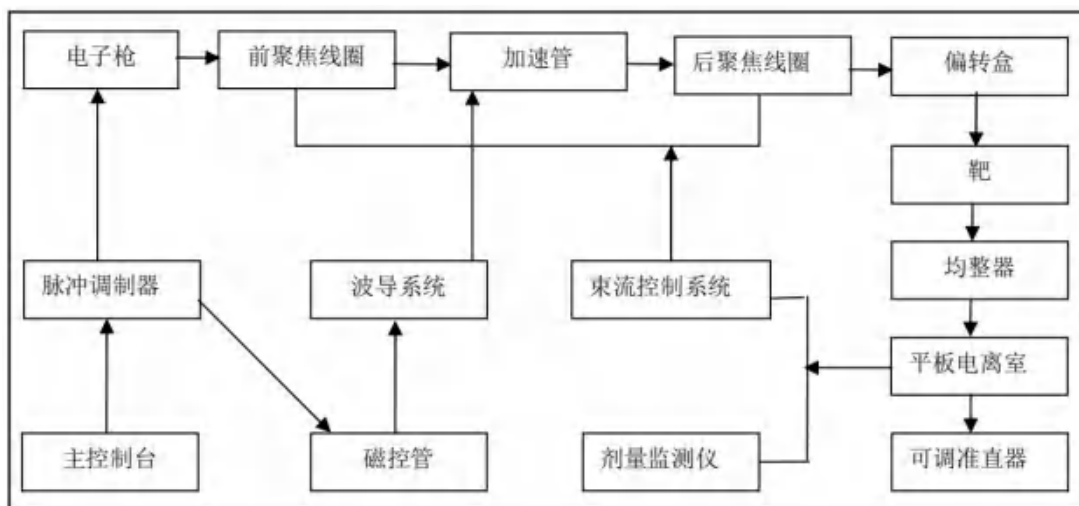 电子枪
前聚焦线圈
加速管
后聚焦线圈
偏转盒
靶
脉冲调制器
波导系统
束流控制系统
均整器
平板电离室
主控制台
磁控管
剂量监测仪
可调准直器